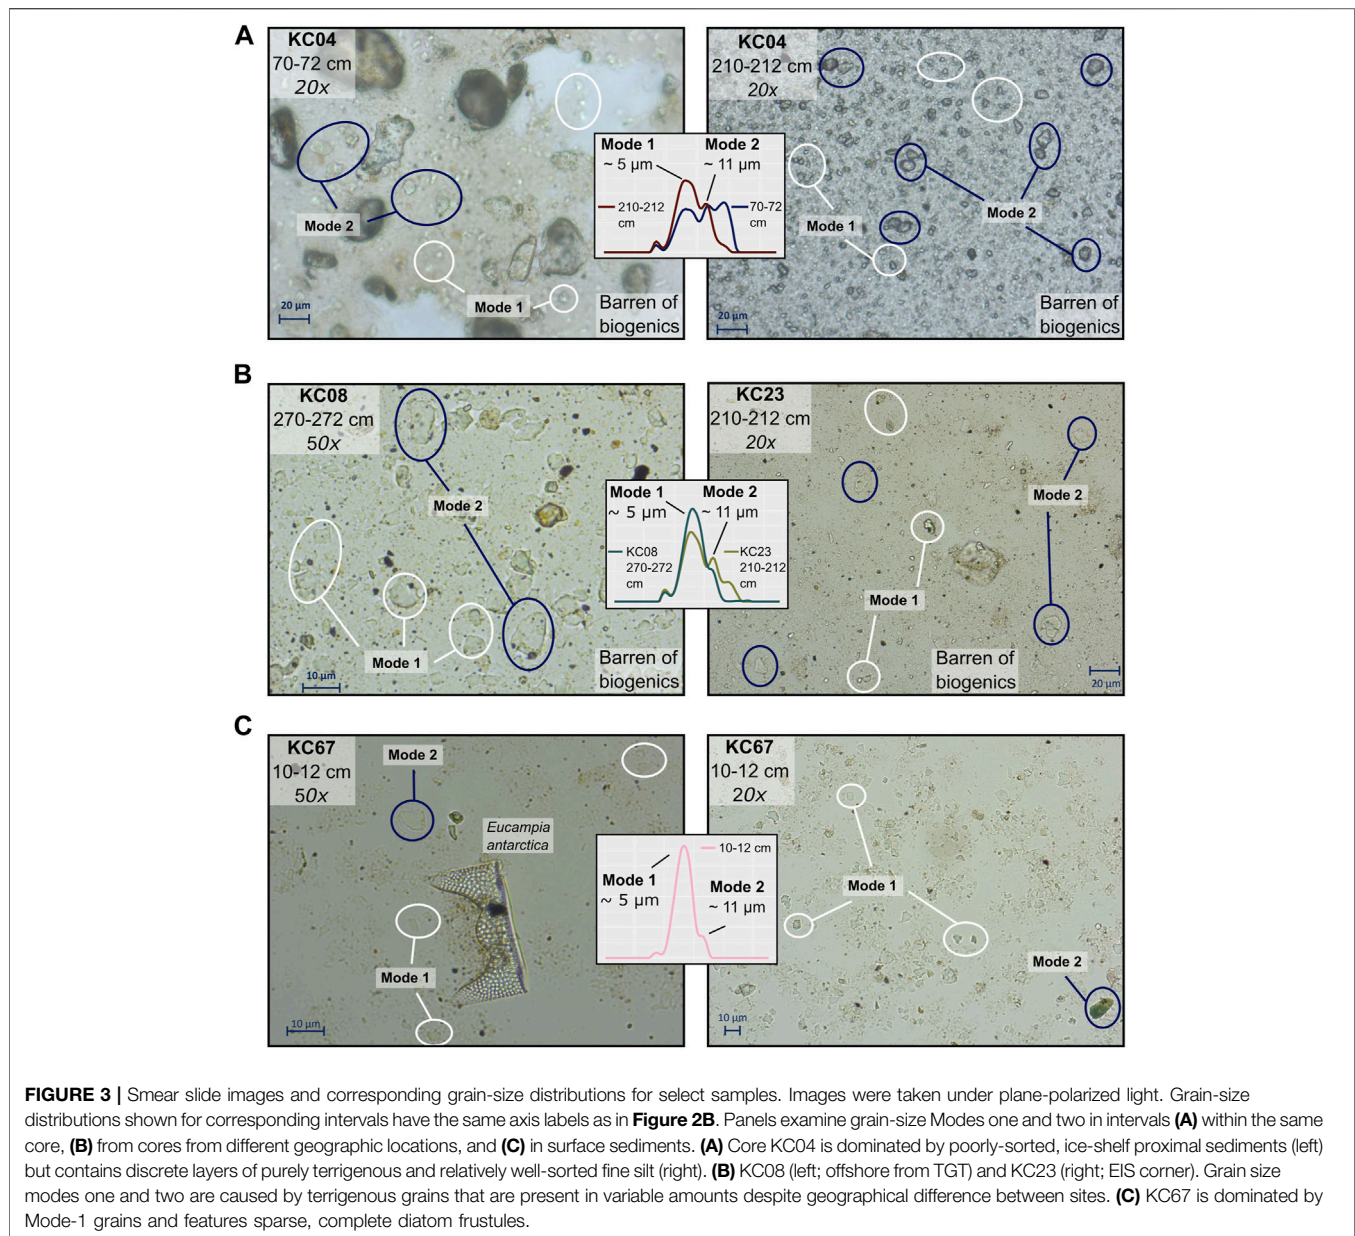 A
KC04
70-72 cm
20x
Mode 2
Mode 1
20 µm
Barren of
biogenics
Mode 1
~ 5 µm
Mode 2
~ 11 µm
210-212
cm
70-72
cm
KC04
210-212 cm
20x
Mode 1
Mode 2
20 µm
Barren of
biogenics
B
KC08
270-272 cm
50x
Mode 2
Mode 1
10 µm
Barren of
biogenics
Mode 1
~ 5 µm
Mode 2
~ 11 µm
KC08
270-272
cm
KC23
210-212
cm
KC23
210-212 cm
20x
Mode 2
Mode 1
Barren of
biogenics
20 µm
C
KC67
10-12 cm
50x
Mode 2
Eucampia
antarctica
Mode 1
10 µm
10-12 cm
Mode 1
~ 5 µm
Mode 2
~ 11 µm
KC67
10-12 cm
20x
Mode 1
Mode 2
10 µm
FIGURE 3 | Smear slide images and corresponding grain-size distributions for select samples. Images were taken under plane-polarized light. Grain-size
distributions shown for corresponding intervals have the same axis labels as in Figure 2B. Panels examine grain-size Modes one and two in intervals (A) within the same
core, (B) from cores from different geographic locations, and (C) in surface sediments. (A) Core KC04 is dominated by poorly-sorted, ice-shelf proximal sediments (left)
but contains discrete layers of purely terrigenous and relatively well-sorted fine silt (right). (B) KC08 (left; offshore from TGT) and KC23 (right; EIS corner). Grain size
modes one and two are caused by terrigenous grains that are present in variable amounts despite geographical difference between sites. (C) KC67 is dominated by
Mode-1 grains and features sparse, complete diatom frustules.